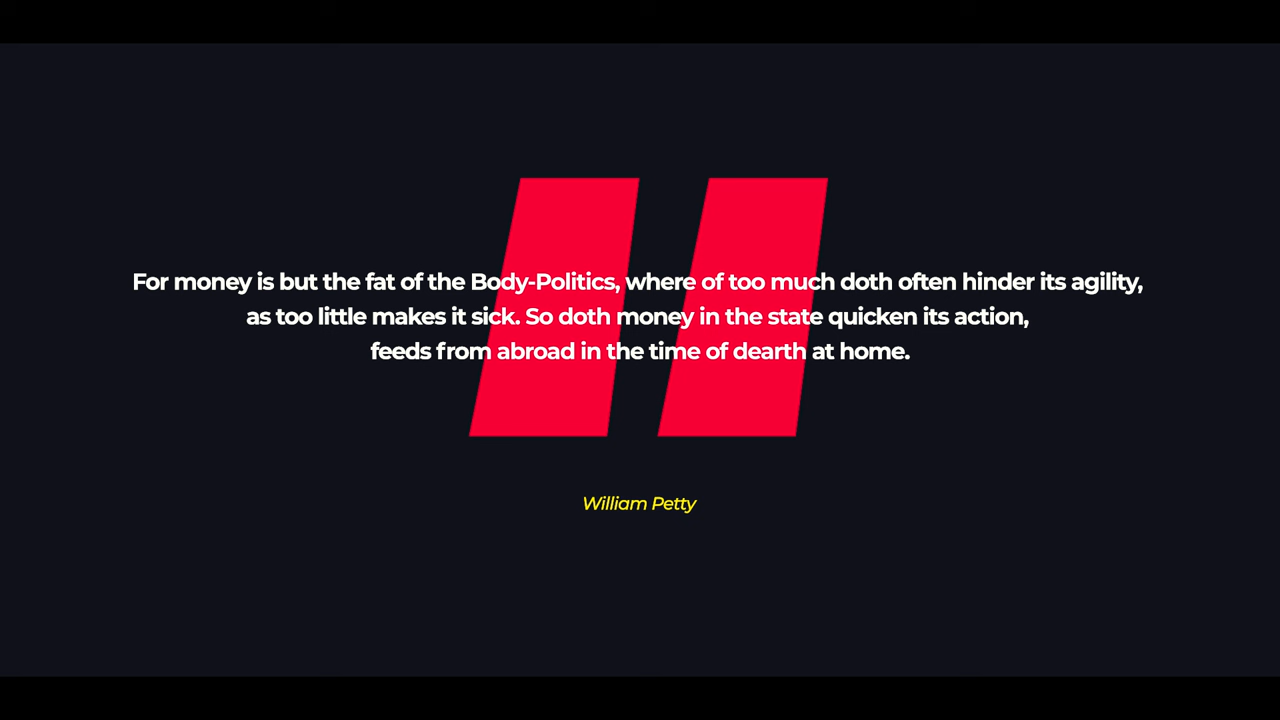 For money is but the fat of the Body-Politics, where of too much doth often hinder its agility,
as too little makes it sick. So doth money in the state quicken its action,
feeds from abroad in the time of dearth at home.
William Petty